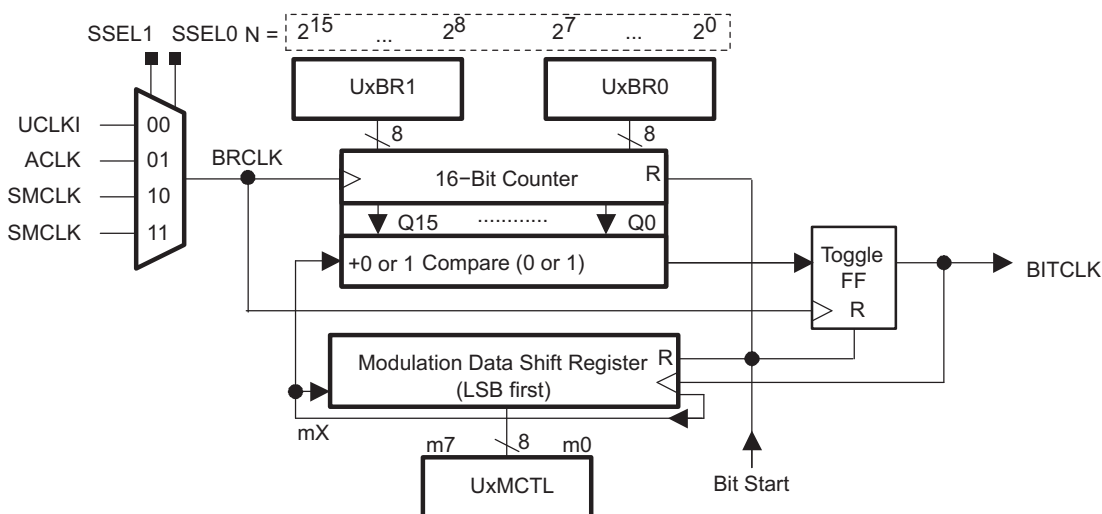 SSEL1 SSEL0 N = 2^15 ... 2^8 2^7 ... 2^0
UxBR1
UxBR0
8
8
UCLKI
00
ACLK
01
SMCLK
10
SMCLK
11
BRCLK
16−Bit Counter
R
Q15 ............ Q0
+0 or 1 Compare (0 or 1)
Toggle
FF
R
BITCLK
Modulation Data Shift Register
(LSB first)
R
mX
m7
8
m0
UxMCTL
Bit Start